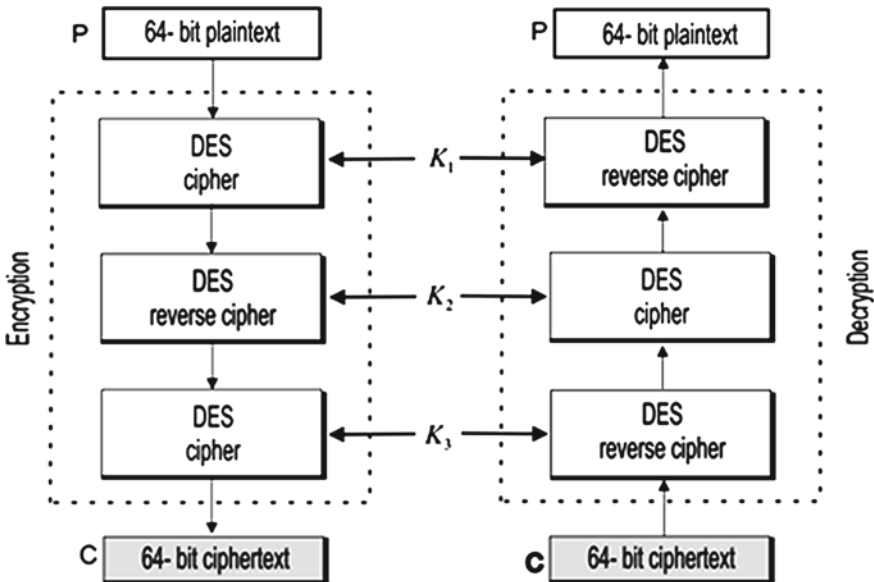 P 64- bit plaintext
DES
cipher
DES
reverse cipher
DES
cipher
C 64- bit ciphertext
Encryption
K1
K2
K3
P 64- bit plaintext
DES
reverse cipher
DES
cipher
DES
reverse cipher
C 64- bit ciphertext
Decryption